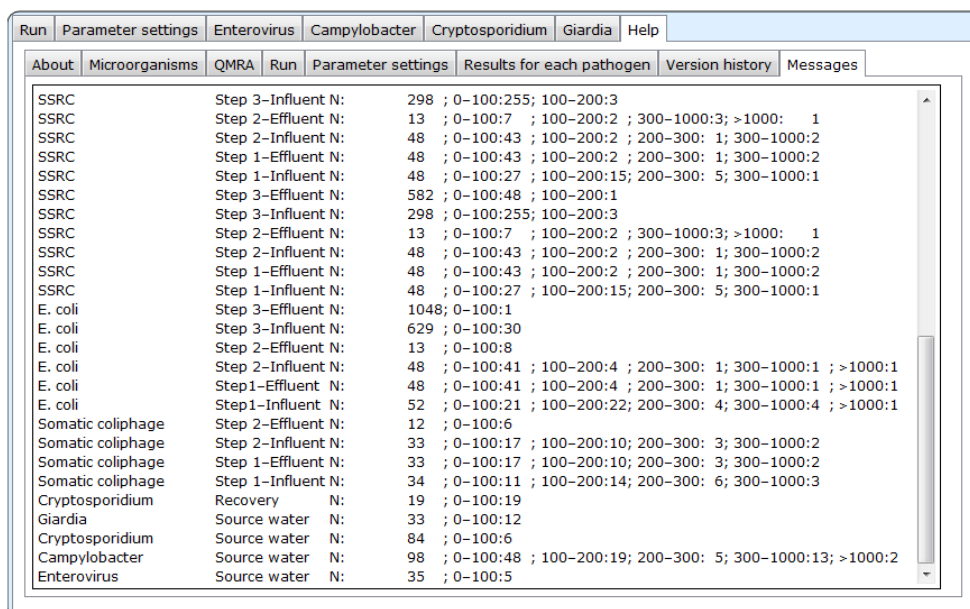 Run Parameter settings Enterovirus Campylobacter Cryptosporidium Giardia Help
About Microorganisms QMRA Run Parameter settings Results for each pathogen Version history Messages
SSRC Step 3–Influent N: 298 ; 0–100:255; 100–200:3
SSRC Step 2–Effluent N: 13 ; 0–100:7 ; 100–200:2 ; 300–1000:3; >1000: 1
SSRC Step 2–Influent N: 48 ; 0–100:43 ; 100–200:2 ; 200–300: 1; 300–1000:2
SSRC Step 1–Effluent N: 48 ; 0–100:43 ; 100–200:2 ; 200–300: 1; 300–1000:2
SSRC Step 1–Influent N: 48 ; 0–100:27 ; 100–200:15; 200–300: 5; 300–1000:1
SSRC Step 3–Effluent N: 582 ; 0–100:48 ; 100–200:1
SSRC Step 3–Influent N: 298 ; 0–100:255; 100–200:3
SSRC Step 2–Effluent N: 13 ; 0–100:7 ; 100–200:2 ; 300–1000:3; >1000: 1
SSRC Step 2–Influent N: 48 ; 0–100:43 ; 100–200:2 ; 200–300: 1; 300–1000:2
SSRC Step 1–Effluent N: 48 ; 0–100:43 ; 100–200:2 ; 200–300: 1; 300–1000:2
SSRC Step 1–Influent N: 48 ; 0–100:27 ; 100–200:15; 200–300: 5; 300–1000:1
E. coli Step 3–Effluent N: 1048; 0–100:1
E. coli Step 3–Influent N: 629 ; 0–100:30
E. coli Step 2–Effluent N: 13 ; 0–100:8
E. coli Step 2–Influent N: 48 ; 0–100:41 ; 100–200:4 ; 200–300: 1; 300–1000:1 ; >1000:1
E. coli Step1–Effluent N: 48 ; 0–100:41 ; 100–200:4 ; 200–300: 1; 300–1000:1 ; >1000:1
E. coli Step1–Influent N: 52 ; 0–100:21 ; 100–200:22; 200–300: 4; 300–1000:4 ; >1000:1
Somatic coliphage Step 2–Effluent N: 12 ; 0–100:6
Somatic coliphage Step 2–Influent N: 33 ; 0–100:17 ; 100–200:10; 200–300: 3; 300–1000:2
Somatic coliphage Step 1–Effluent N: 33 ; 0–100:17 ; 100–200:10; 200–300: 3; 300–1000:2
Somatic coliphage Step 1–Influent N: 34 ; 0–100:11 ; 100–200:14; 200–300: 6; 300–1000:3
Cryptosporidium Recovery N: 19 ; 0–100:19
Giardia Source water N: 33 ; 0–100:12
Cryptosporidium Source water N: 84 ; 0–100:6
Campylobacter Source water N: 98 ; 0–100:48 ; 100–200:19; 200–300: 5; 300–1000:13; >1000:2
Enterovirus Source water N: 35 ; 0–100:5